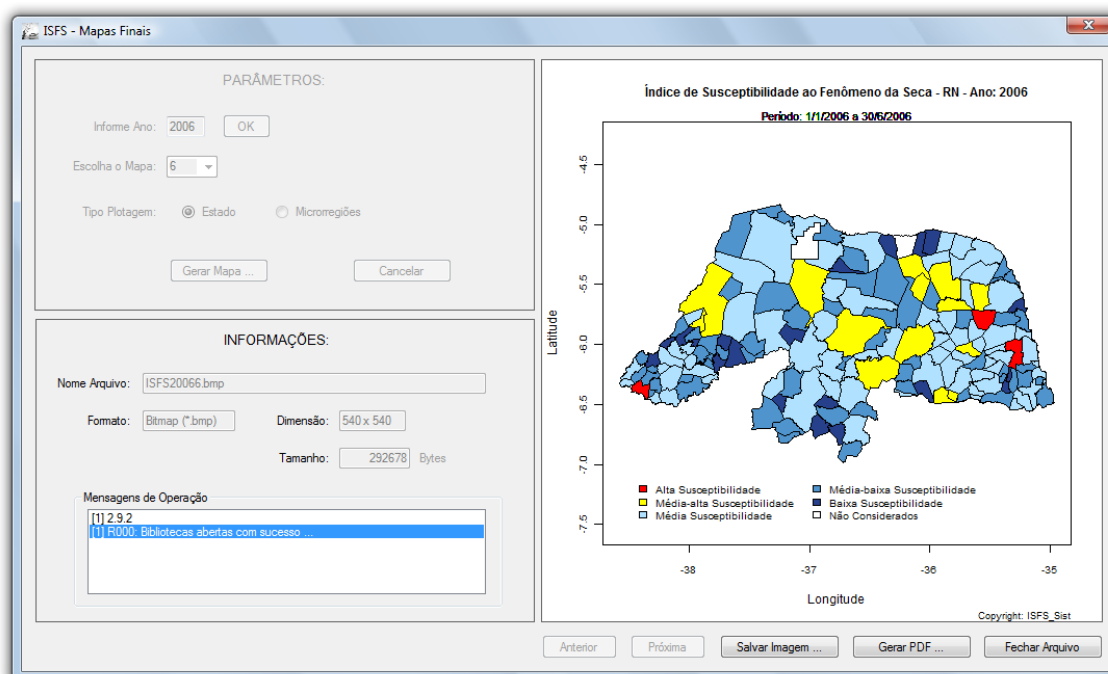 ISFS - Mapas Finais
PARÂMETROS:
Informe Ano: 2006 OK
Escolha o Mapa: 6
Tipo Plotagem: Estado Microrregiões
Gerar Mapa ... Cancelar
INFORMAÇÕES:
Nome Arquivo: ISFS20066.bmp
Formato: Bitmap (*.bmp) Dimensão: 540 x 540
Tamanho: 292678 Bytes
Mensagens de Operação
[1] 2.9.2
[1] R000: Bibliotecas abertas com sucesso ...
Índice de Susceptibilidade ao Fenômeno da Seca - RN - Ano: 2006
Período: 1/1/2006 a 30/6/2006
-4.5
-5.0
-5.5
-6.0
-6.5
-7.0
-7.5
Latitude
Alta Susceptibilidade
Média-alta Susceptibilidade
Média Susceptibilidade
Média-baixa Susceptibilidade
Baixa Susceptibilidade
Não Considerados
-38 -37 -36 -35
Longitude
Copyright: ISFS_Sist
Anterior Próxima Salvar Imagem ... Gerar PDF ... Fechar Arquivo